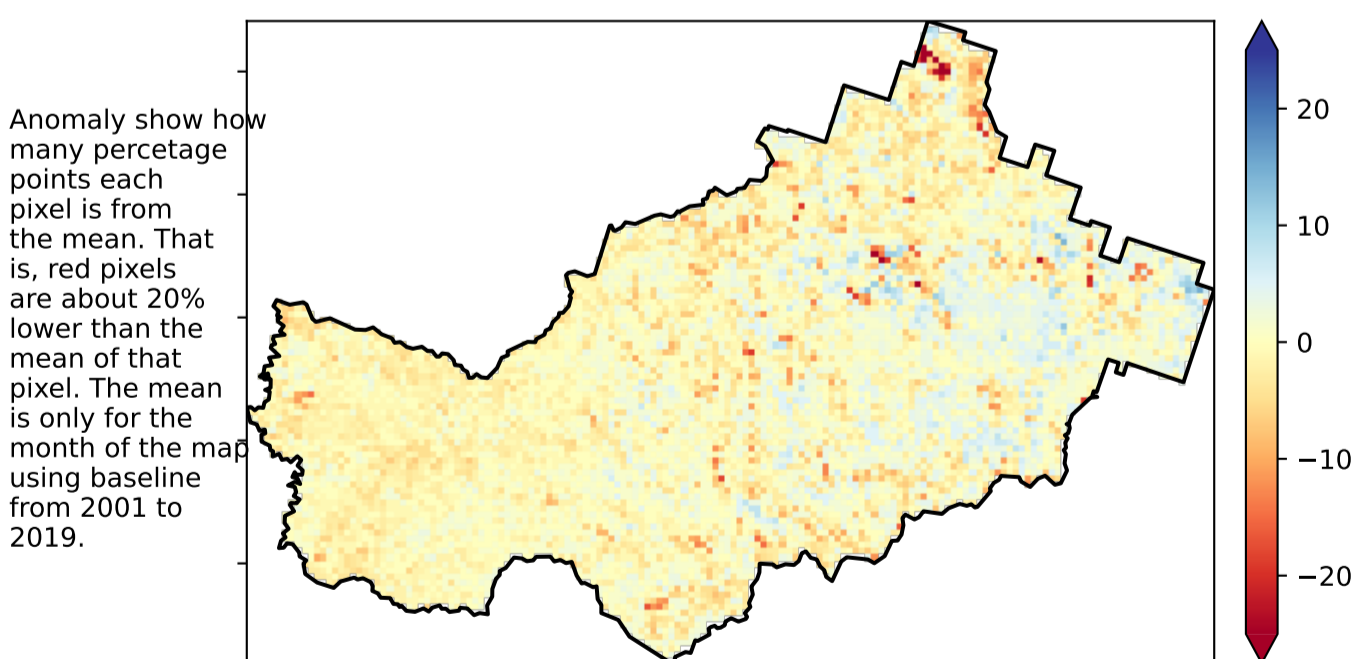 Anomaly show how
many percetage
points each
pixel is from
the mean. That
is, red pixels
are about 20%
lower than the
mean of that
pixel. The mean
is only for the
month of the map
using baseline
from 2001 to
2019.
20
10
0
−10
−20